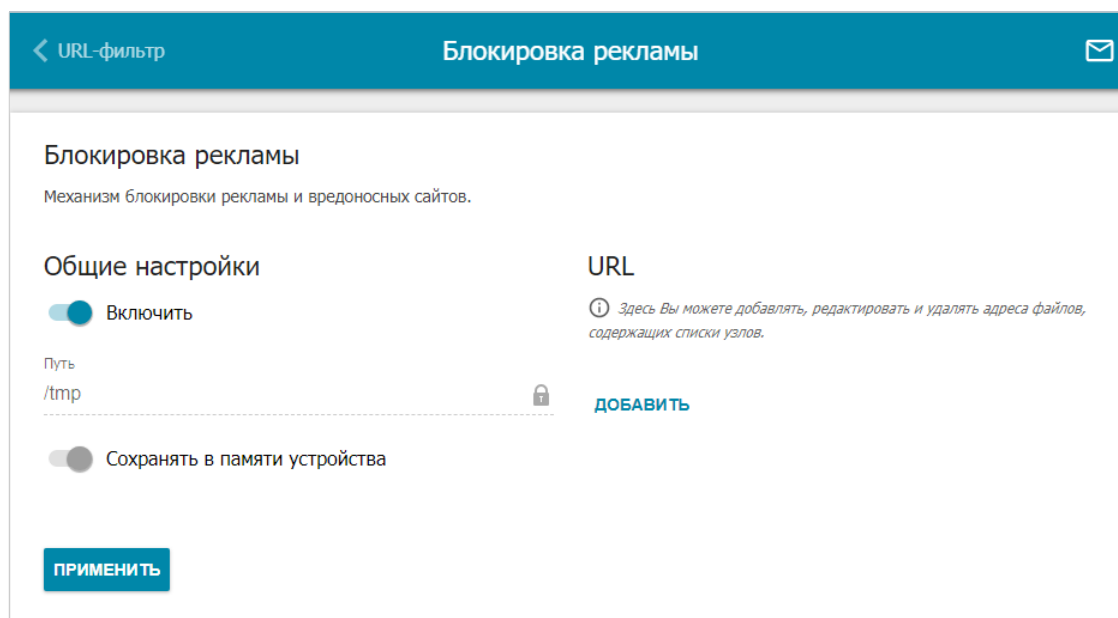 URL-фильтр
Блокировка рекламы
Блокировка рекламы
Механизм блокировки рекламы и вредоносных сайтов.
Общие настройки
Включить
Путь
/tmp
Сохранять в памяти устройства
ПРИМЕНИТЬ
URL
Здесь Вы можете добавлять, редактировать и удалять адреса файлов,
содержащих списки узлов.
ДОБАВИТЬ